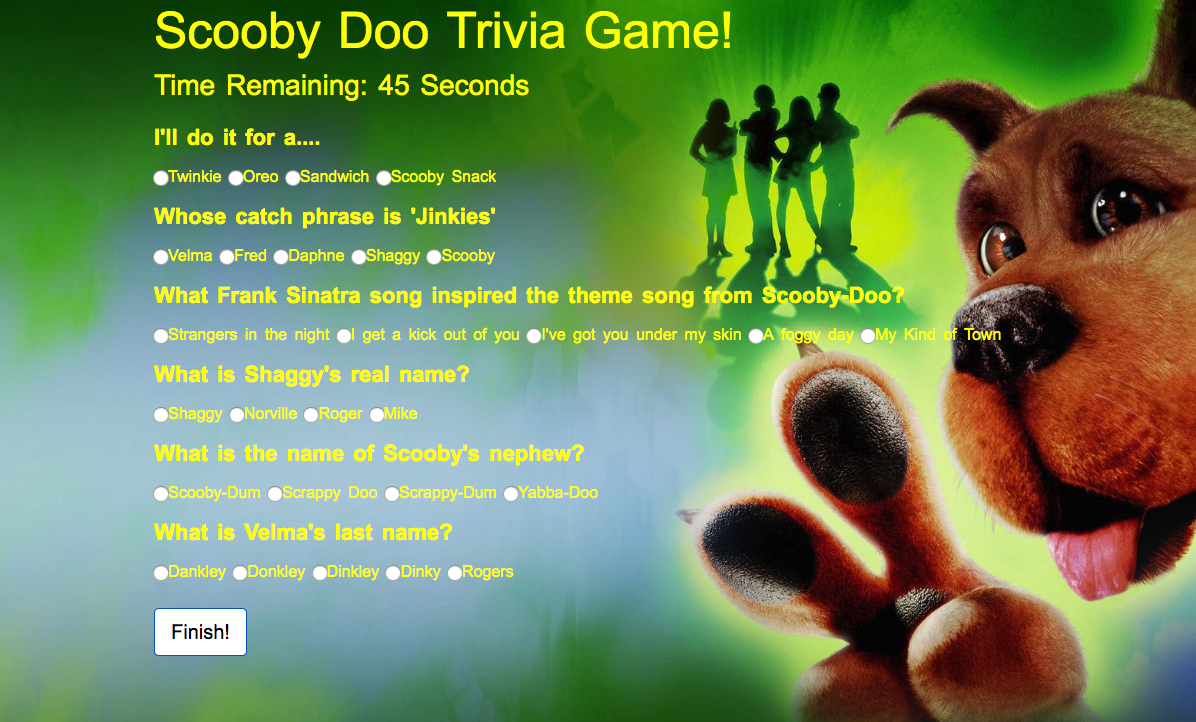 Scooby Doo Trivia Game!
Time Remaining: 45 Seconds
I'll do it for a....
Twinkie Oreo Sandwich Scooby Snack
Whose catch phrase is 'Jinkies'
Velma Fred Daphne Shaggy Scooby
What Frank Sinatra song inspired the theme song from Scooby-Doo?
Strangers in the night I get a kick out of you I've got you under my skin A foggy day My Kind of Town
What is Shaggy's real name?
Shaggy Norville Roger Mike
What is the name of Scooby's nephew?
Scooby-Dum Scrappy Doo Scrappy-Dum Yabba-Doo
What is Velma's last name?
Dankley Donkley Dinkley Dinky Rogers
Finish!